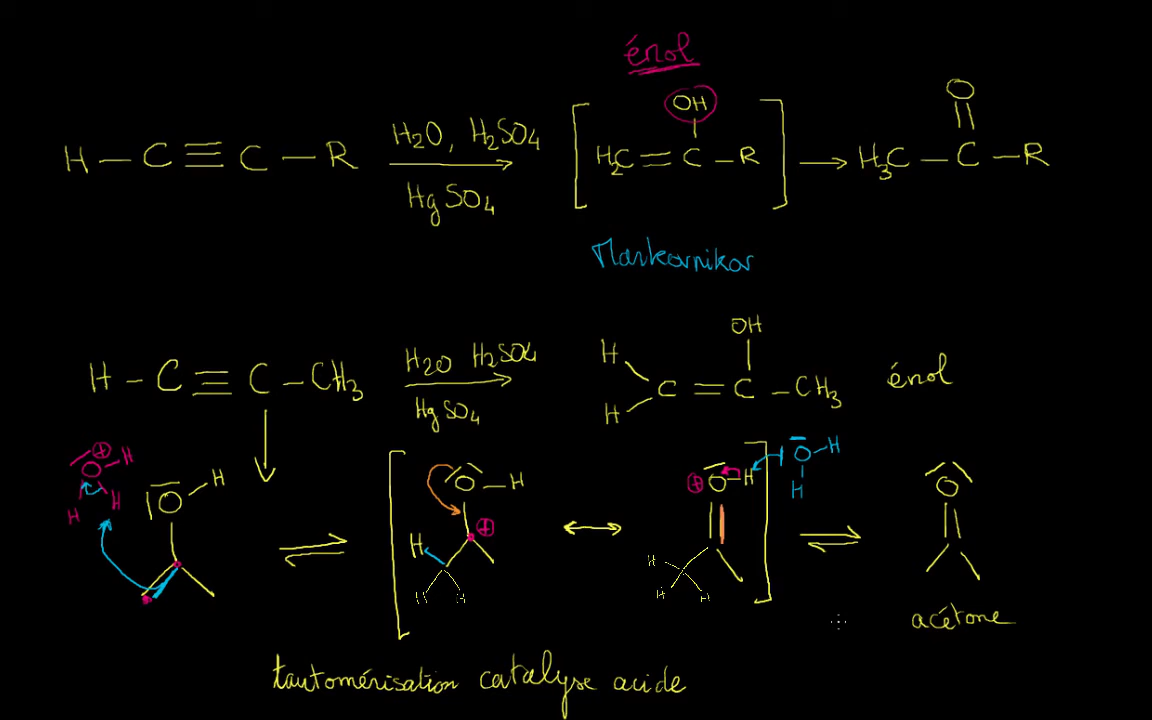 énol
H – C ≡ C – R H2O, H2SO4 HgSO4 [ H2C = C – R OH ] → H3C – C – R O
Markovnikov
H – C ≡ C – CH3 H2O H2SO4 HgSO4 H H C = C – CH3 OH énol
⊕ O H H H O H ⇌ [ O – H ⊕ H H H ↔ ⊕ O – H H H H ] O H H ⇌ O
acétone
tautomérisation catalyse acide